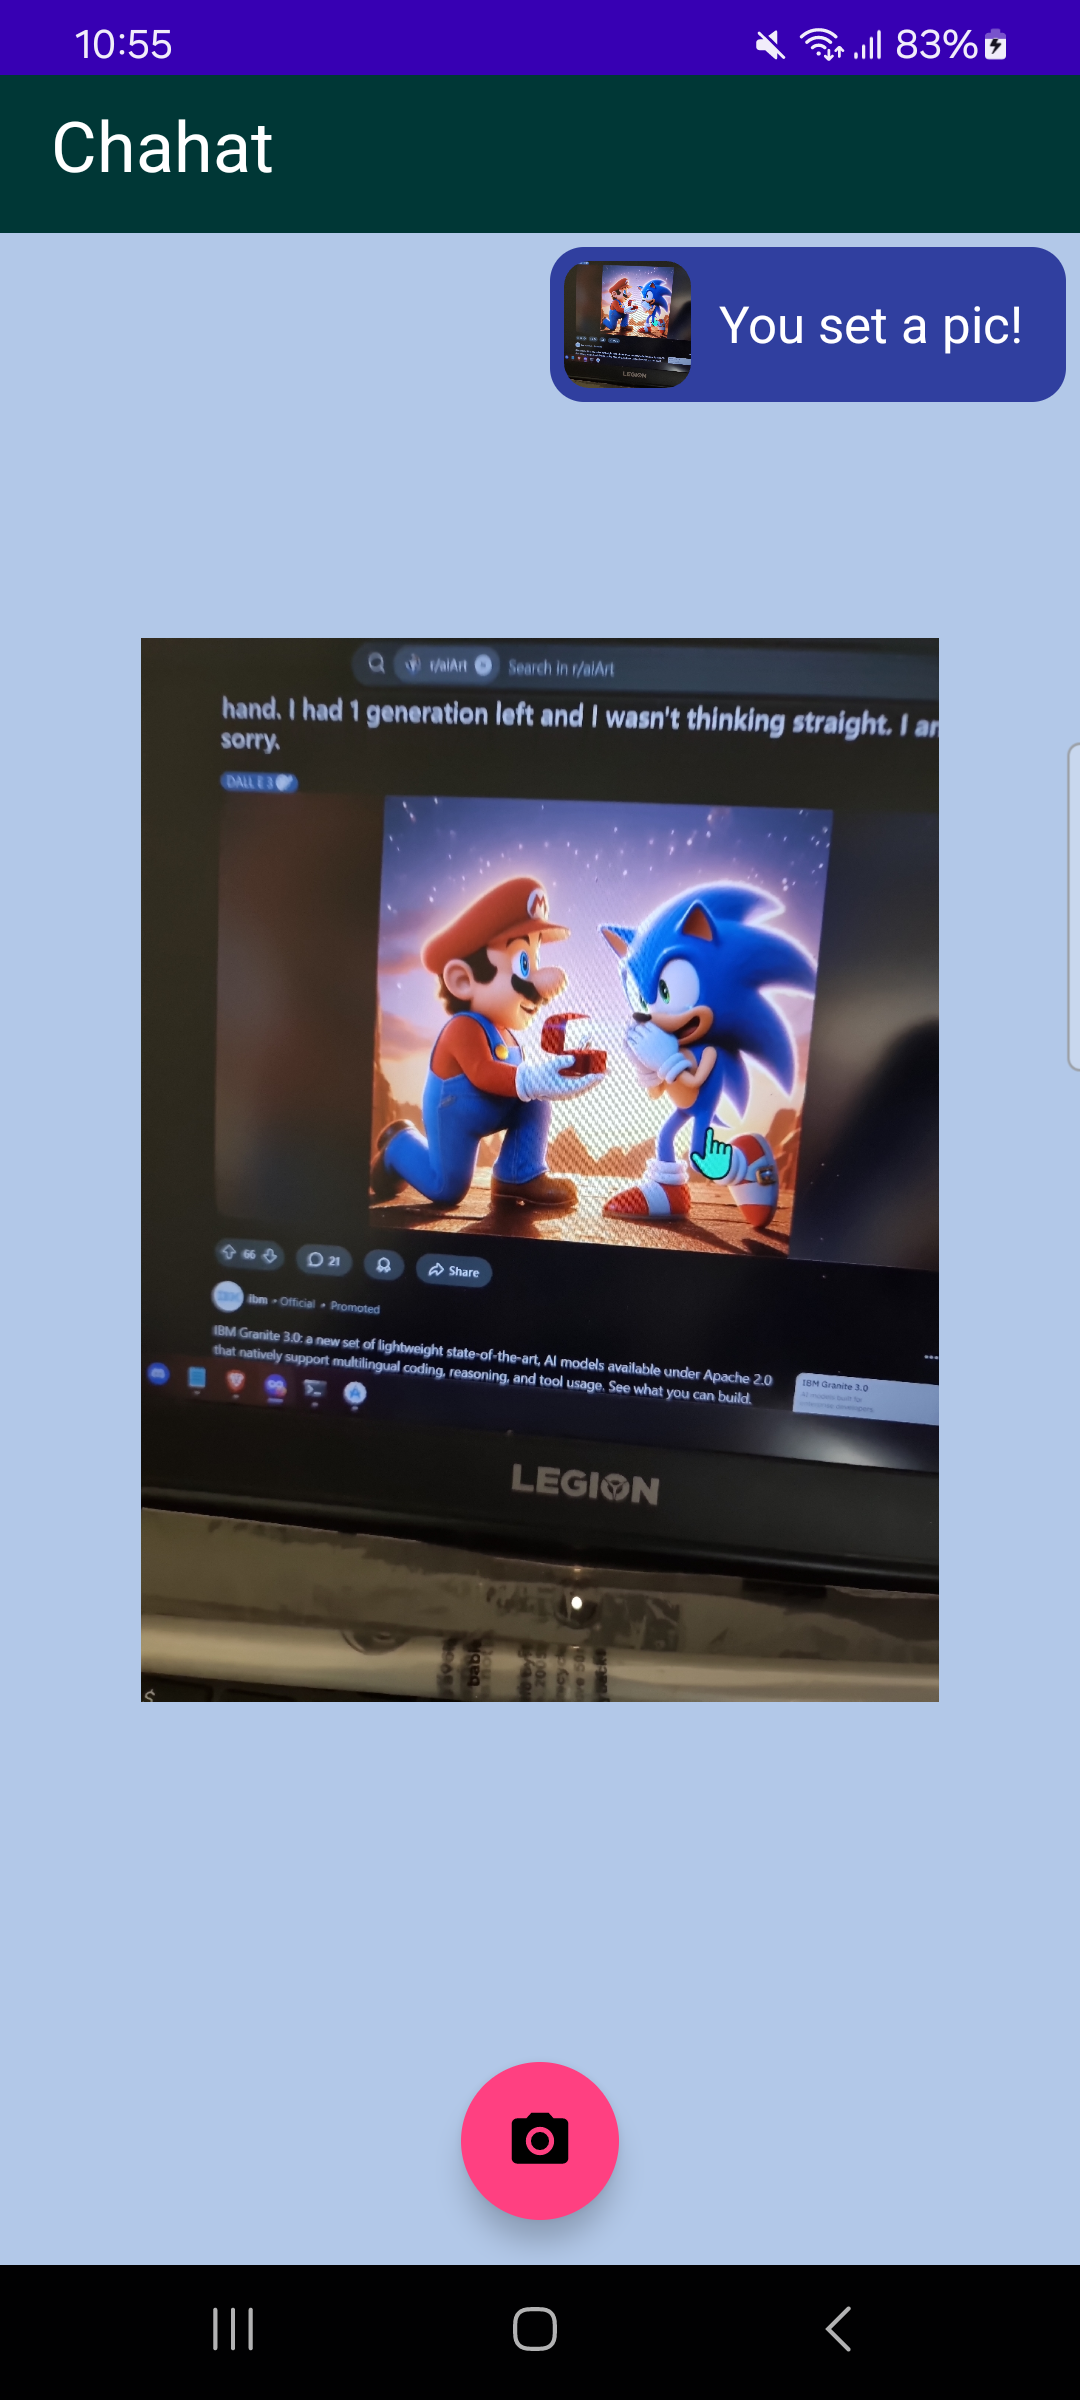 10:55
83%
Chahat
You set a pic!
r/aiArt
Search in r/aiArt
hand. I had 1 generation left and I wasn't thinking straight. I am
sorry.
DALL E 3
M
66
21
Share
ibm • Official • Promoted
IBM Granite 3.0: a new set of lightweight state-of-the-art, AI models available under Apache 2.0
that natively support multilingual coding, reasoning, and tool usage. See what you can build.
IBM Granite 3.0
LEGION